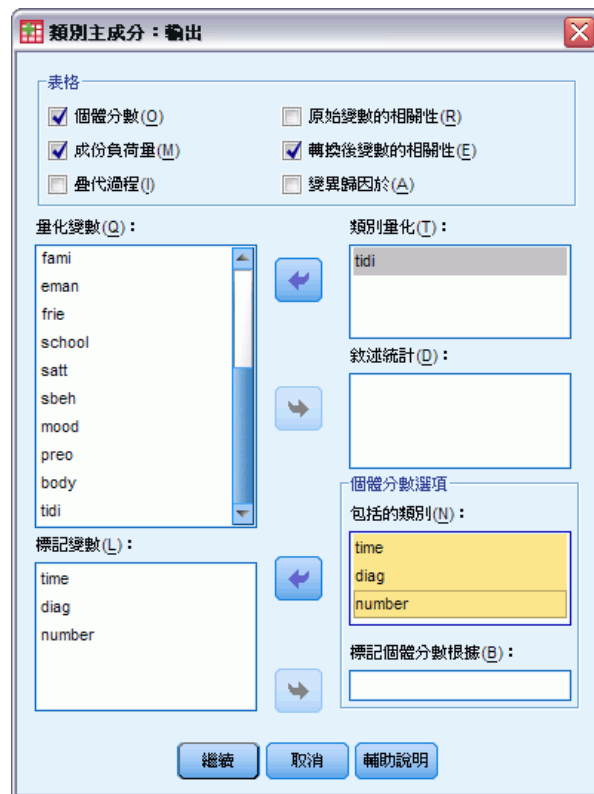 類別主成分：輸出
表格
個體分數(O)
原始變數的相關性(R)
成份負荷量(M)
轉換後變數的相關性(E)
疊代過程(I)
變異歸因於(A)
量化變數(Q)：
fami
eman
frie
school
satt
sbeh
mood
preo
body
tidi
類別量化(T)：
tidi
敘述統計(D)：
個體分數選項
包括的類別(N)：
time
diag
number
標記變數(L)：
time
diag
number
標記個體分數根據(B)：
繼續
取消
輔助說明